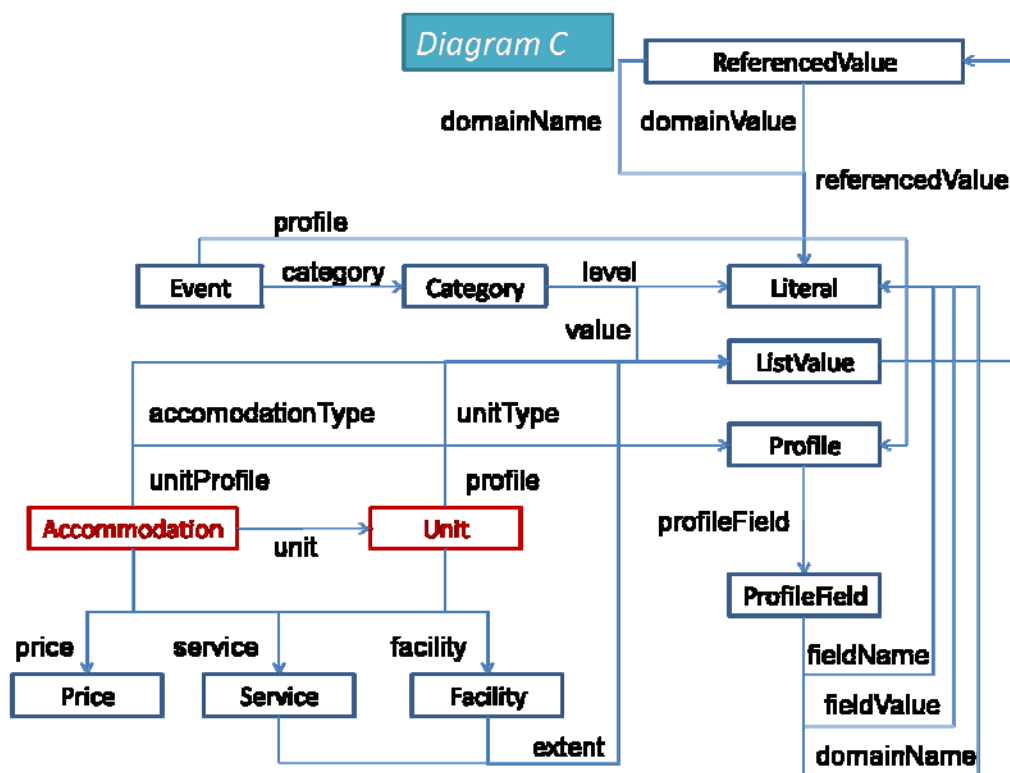 Diagram C
ReferencedValue
domainName
domainValue
referencedValue
profile
Event
category
Category
level
Literal
value
ListValue
accomodationType
unitType
Profile
unitProfile
profile
Accommodation
unit
Unit
profileField
ProfileField
price
service
facility
fieldName
Price
Service
Facility
fieldValue
extent
domainName